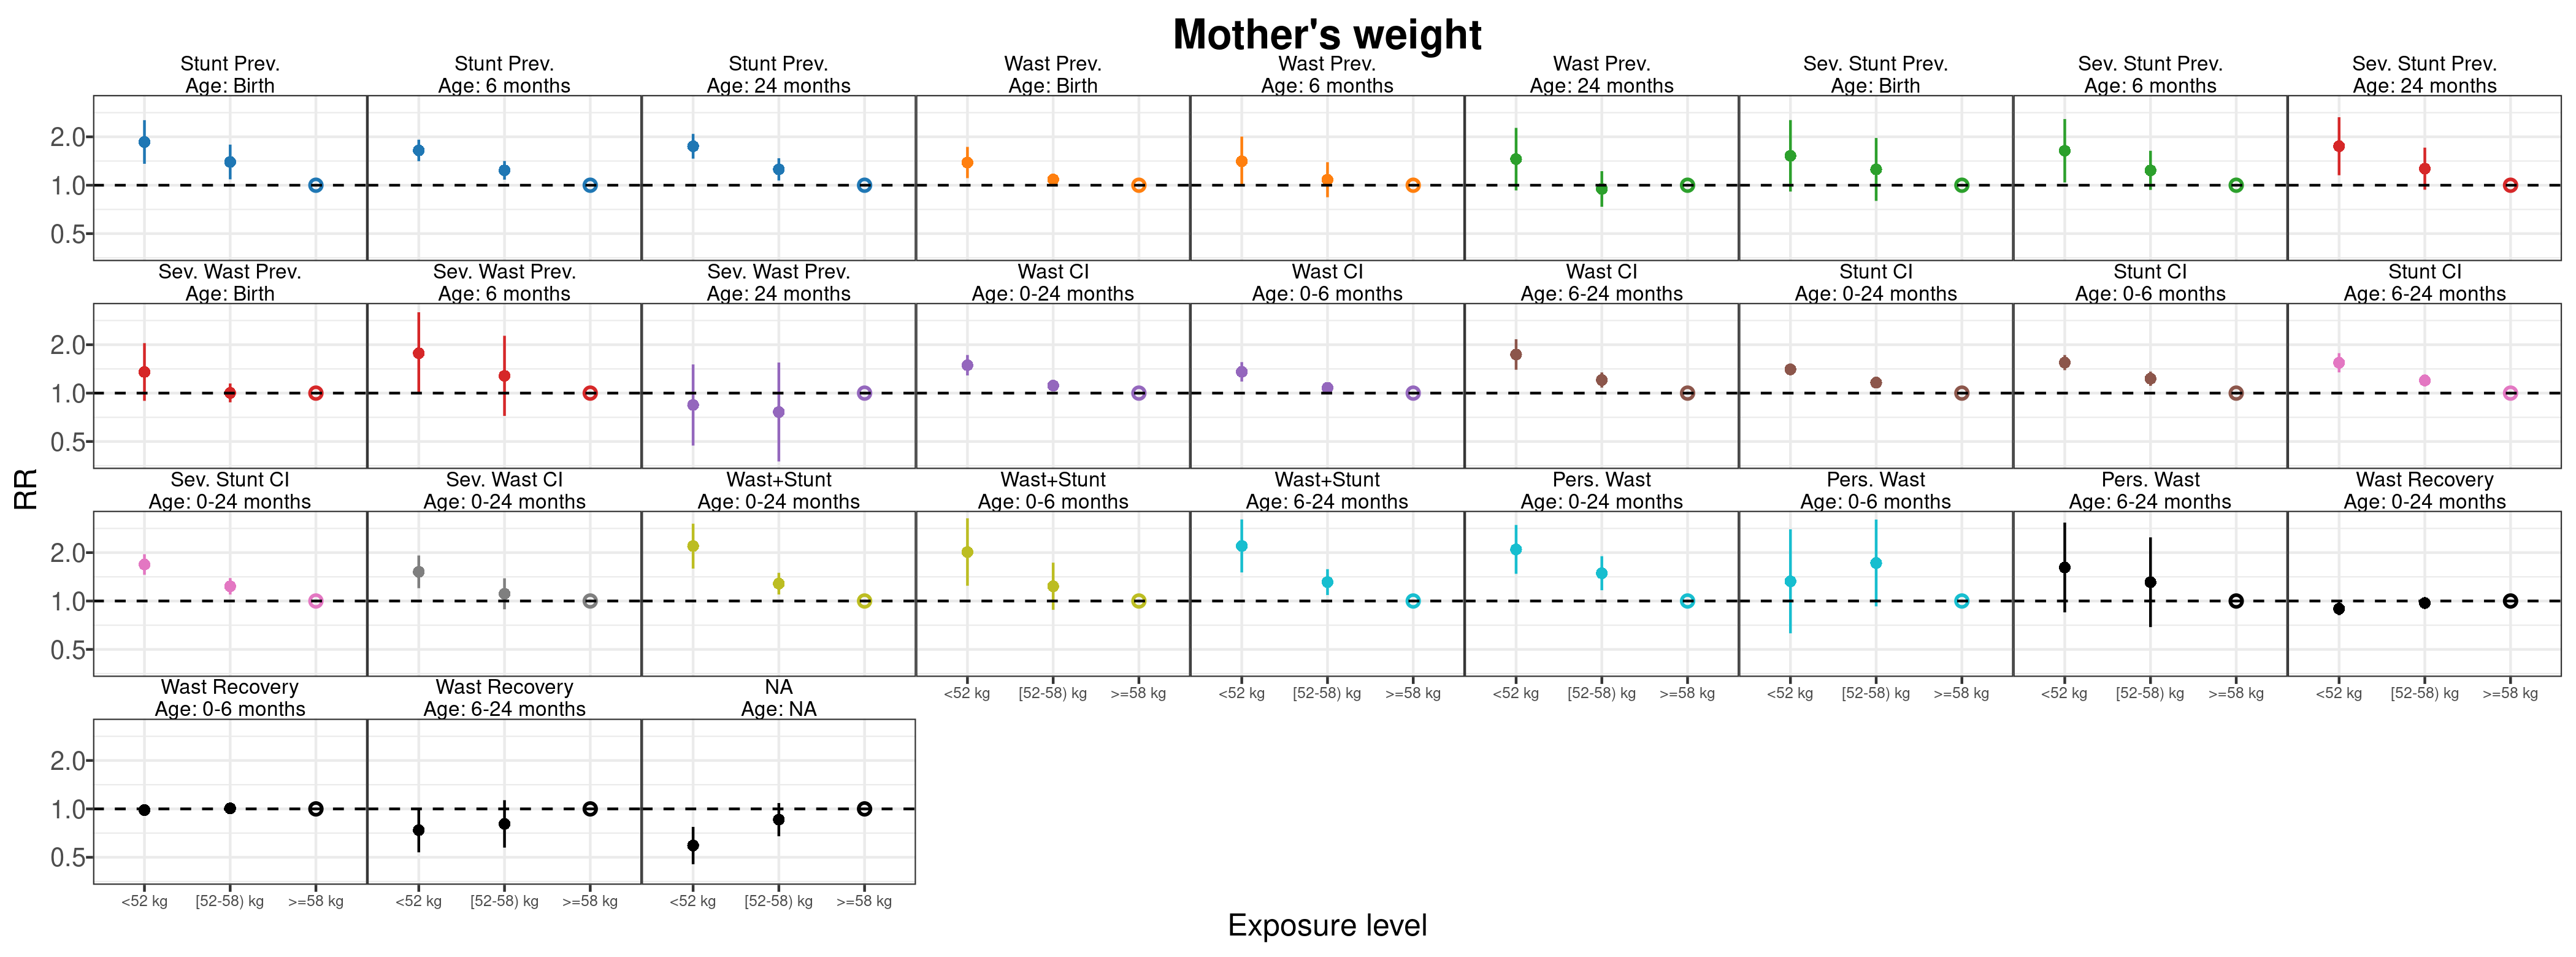 Mother's weight
Stunt Prev. Stunt Prev. Stunt Prev. Wast Prev. Wast Prev. Wast Prev. Sev. Stunt Prev. Sev. Stunt Prev. Sev. Stunt Prev.
Age: Birth Age: 6 months Age: 24 months Age: Birth Age: 6 months Age: 24 months Age: Birth Age: 6 months Age: 24 months
2.0
1.0
0.5
Sev. Wast Prev. Sev. Wast Prev. Sev. Wast Prev. Wast CI Wast CI Wast CI Stunt CI Stunt CI Stunt CI
Age: Birth Age: 6 months Age: 24 months Age: 0-24 months Age: 0-6 months Age: 6-24 months Age: 0-24 months Age: 0-6 months Age: 6-24 months
2.0
1.0
0.5
RR
Sev. Stunt CI Sev. Wast CI Wast+Stunt Wast+Stunt Wast+Stunt Pers. Wast Pers. Wast Pers. Wast Wast Recovery
Age: 0-24 months Age: 0-24 months Age: 0-24 months Age: 0-6 months Age: 6-24 months Age: 0-24 months Age: 0-6 months Age: 6-24 months Age: 0-24 months
2.0
1.0
0.5
<52 kg [52-58) kg >=58 kg <52 kg [52-58) kg >=58 kg <52 kg [52-58) kg >=58 kg <52 kg [52-58) kg >=58 kg <52 kg [52-58) kg >=58 kg <52 kg [52-58) kg >=58 kg
Wast Recovery Wast Recovery NA
Age: 0-6 months Age: 6-24 months Age: NA
2.0
1.0
0.5
<52 kg [52-58) kg >=58 kg <52 kg [52-58) kg >=58 kg <52 kg [52-58) kg >=58 kg
Exposure level